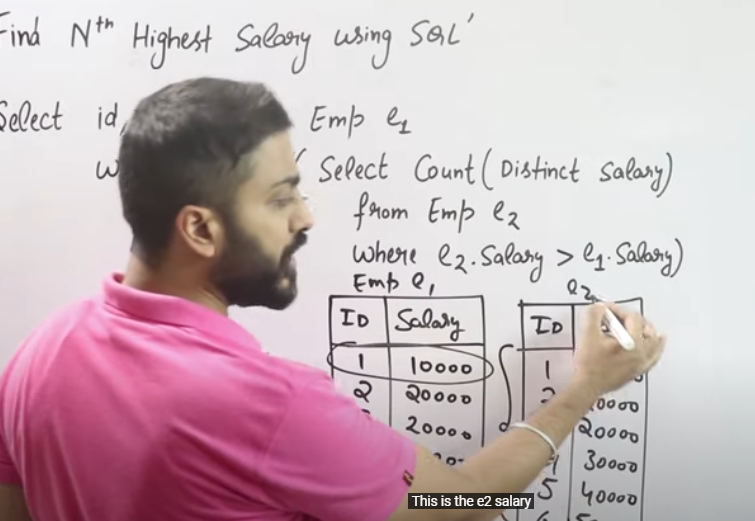 Find Nth Highest Salary using SQL'
Select id, Emp e1
Select Count (Distinct Salary)
from Emp e2
where e2.Salary > e1.Salary)
Emp e1
e2
ID Salary
1 10000
2 20000
20000
ID
1
20000
30000
5 40000
This is the e2 salary